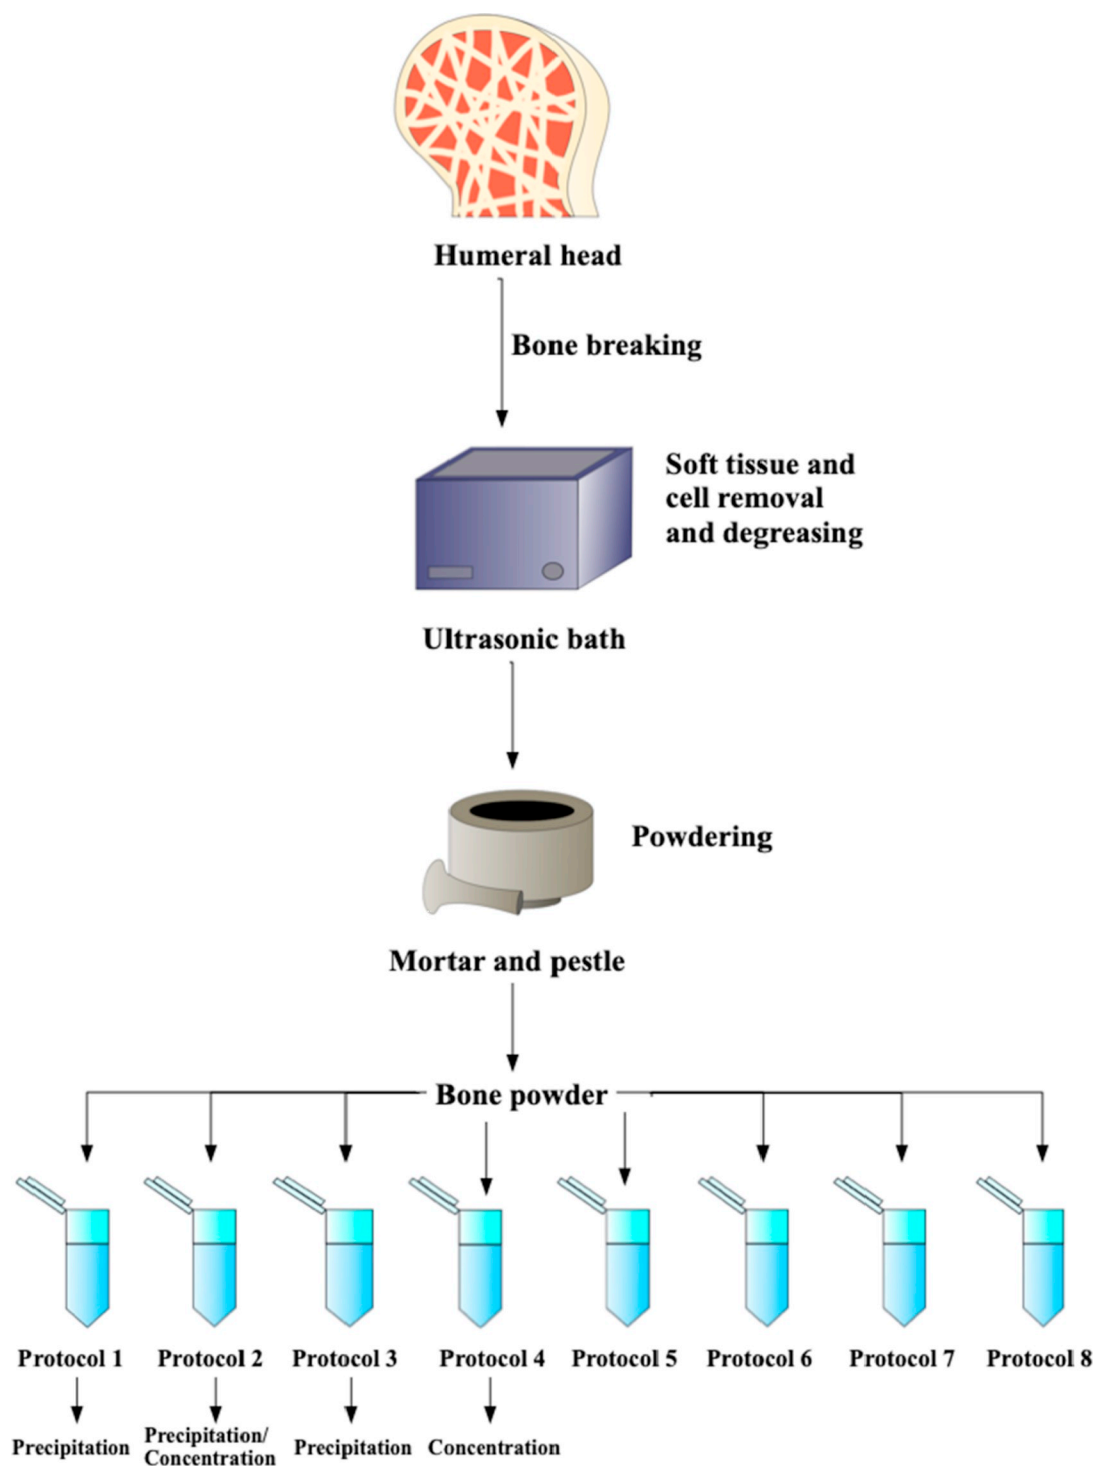 Humeral head
Bone breaking
Soft tissue and
cell removal
and degreasing
Ultrasonic bath
Powdering
Mortar and pestle
Bone powder
Protocol 1
Protocol 2
Protocol 3
Protocol 4
Protocol 5
Protocol 6
Protocol 7
Protocol 8
Precipitation
Precipitation/
Concentration
Precipitation
Concentration